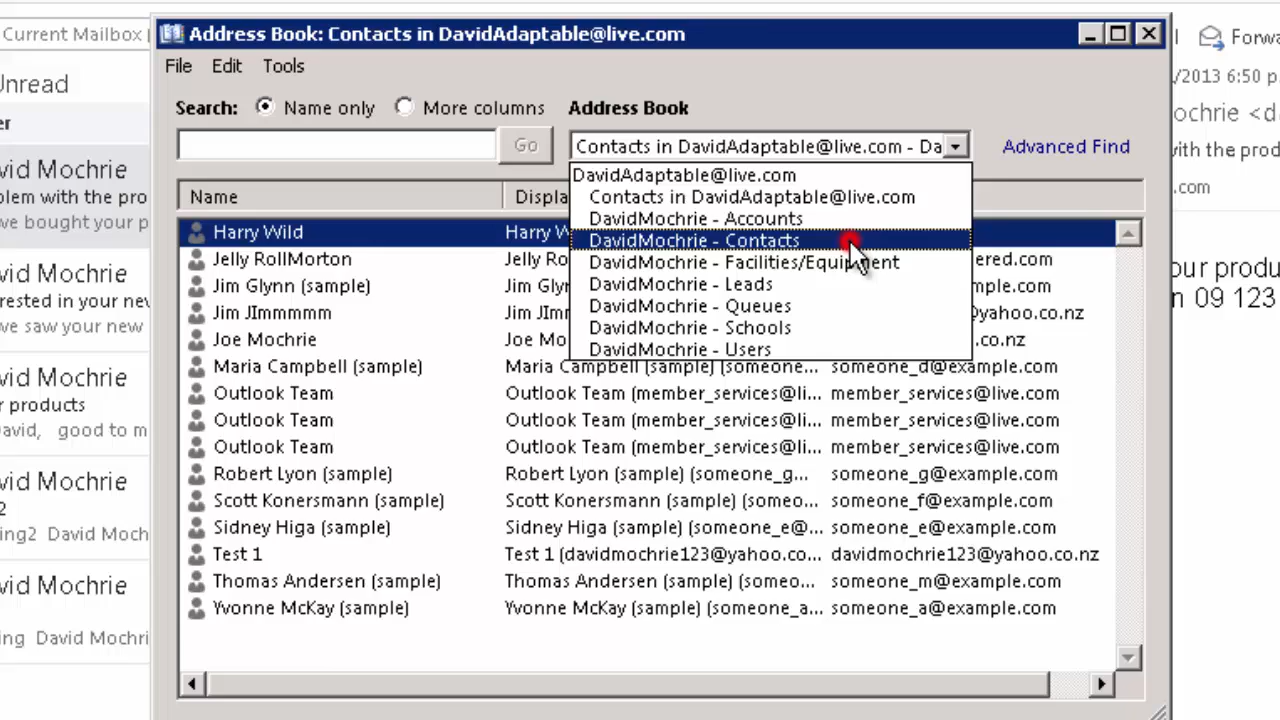 Current Mailbox
Unread
er
vid Mochrie
blem with the pro
ve bought your p
vid Mochrie
rested in your nev
ve saw your new
vid Mochrie
r products
David, good to m
vid Mochrie
2
ting2 David Moch
vid Mochrie
ing David Mochri
Address Book: Contacts in DavidAdaptable@live.com
File Edit Tools
Search: Name only More columns Address Book
Go Contacts in DavidAdaptable@live.com - Da Advanced Find
DavidAdaptable@live.com
Contacts in DavidAdaptable@live.com
DavidMochrie - Accounts
DavidMochrie - Contacts
DavidMochrie - Facilities/Equipment
DavidMochrie - Leads
DavidMochrie - Queues
DavidMochrie - Schools
DavidMochrie - Users
Name Displa
Harry Wild Harry W
Jelly RollMorton Jelly Ro ered.com
Jim Glynn (sample) Jim Gly mple.com
Jim JImmmmm Jim JIm yahoo.co.nz
Joe Mochrie Joe Mo .co.nz
Maria Campbell (sample) Maria Campbell (sample) (someone... someone_d@example.com
Outlook Team Outlook Team (member_services@li... member_services@live.com
Outlook Team Outlook Team (member_services@li... member_services@live.com
Outlook Team Outlook Team (member_services@li... member_services@live.com
Robert Lyon (sample) Robert Lyon (sample) (someone_g... someone_g@example.com
Scott Konersmann (sample) Scott Konersmann (sample) (someo... someone_f@example.com
Sidney Higa (sample) Sidney Higa (sample) (someone_e@... someone_e@example.com
Test 1 Test 1 (davidmochrie123@yahoo.co... davidmochrie123@yahoo.co.nz
Thomas Andersen (sample) Thomas Andersen (sample) (someo... someone_m@example.com
Yvonne McKay (sample) Yvonne McKay (sample) (someone_a... someone_a@example.com
Forwa
/2013 6:50 p
ochrie <d
vith the prod
.com
our produ
n 09 123